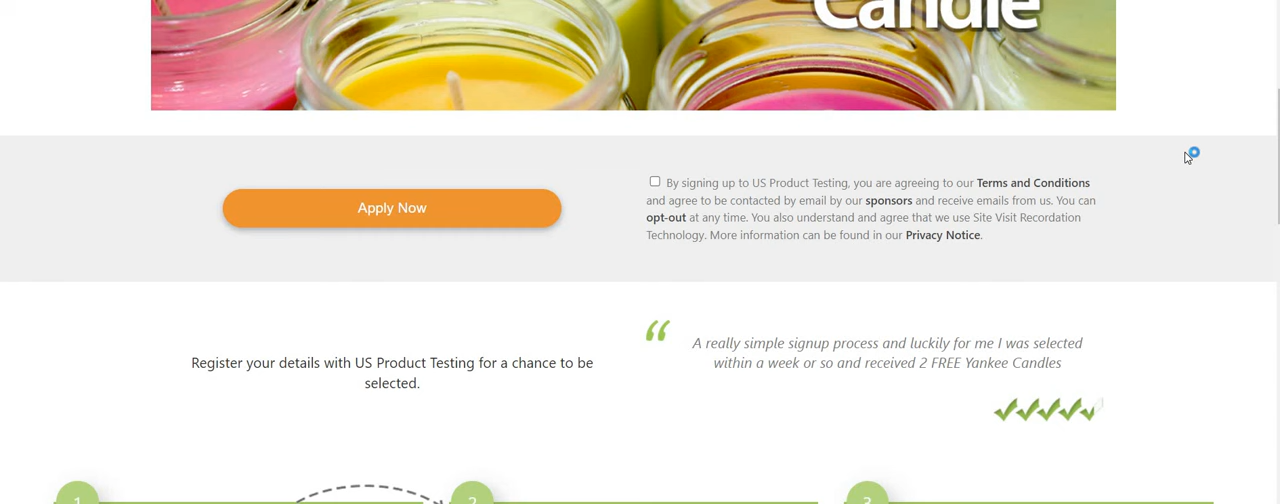 Candle
Apply Now
By signing up to US Product Testing, you are agreeing to our Terms and Conditions
and agree to be contacted by email by our sponsors and receive emails from us. You can
opt-out at any time. You also understand and agree that we use Site Visit Recordation
Technology. More information can be found in our Privacy Notice.
Register your details with US Product Testing for a chance to be
selected.
“
A really simple signup process and luckily for me I was selected
within a week or so and received 2 FREE Yankee Candles
1
2
3